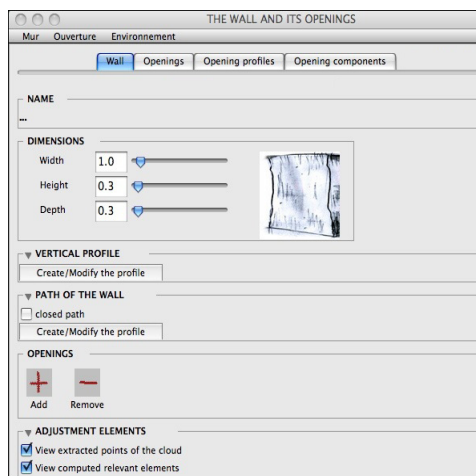 THE WALL AND ITS OPENINGS
Mur Ouverture Environnement
Wall Openings Opening profiles Opening components
NAME
...
DIMENSIONS
Width 1.0
Height 0.3
Depth 0.3
VERTICAL PROFILE
Create/Modify the profile
PATH OF THE WALL
closed path
Create/Modify the profile
OPENINGS
Add Remove
ADJUSTMENT ELEMENTS
View extracted points of the cloud
View computed relevant elements